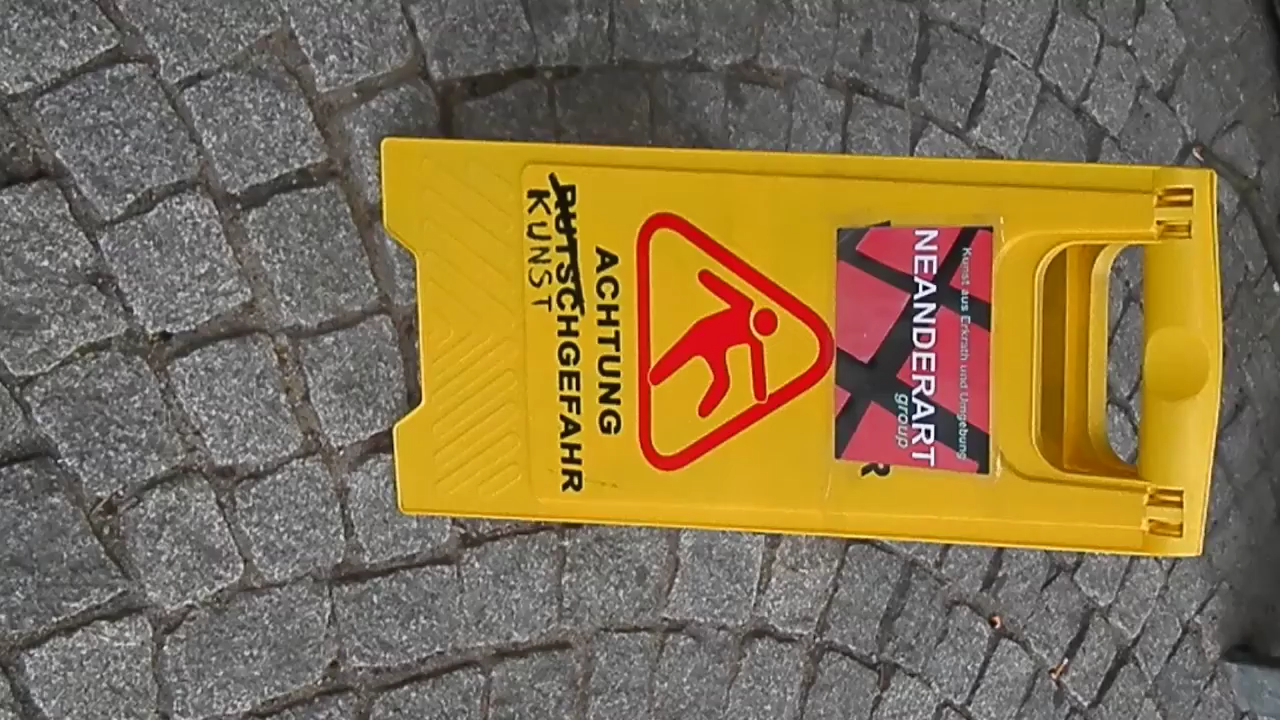 Kunst aus Erkrath und Umgebung
NEANDERART
group
R
ACHTUNG
RUTSCHGEFAHR
KUNST